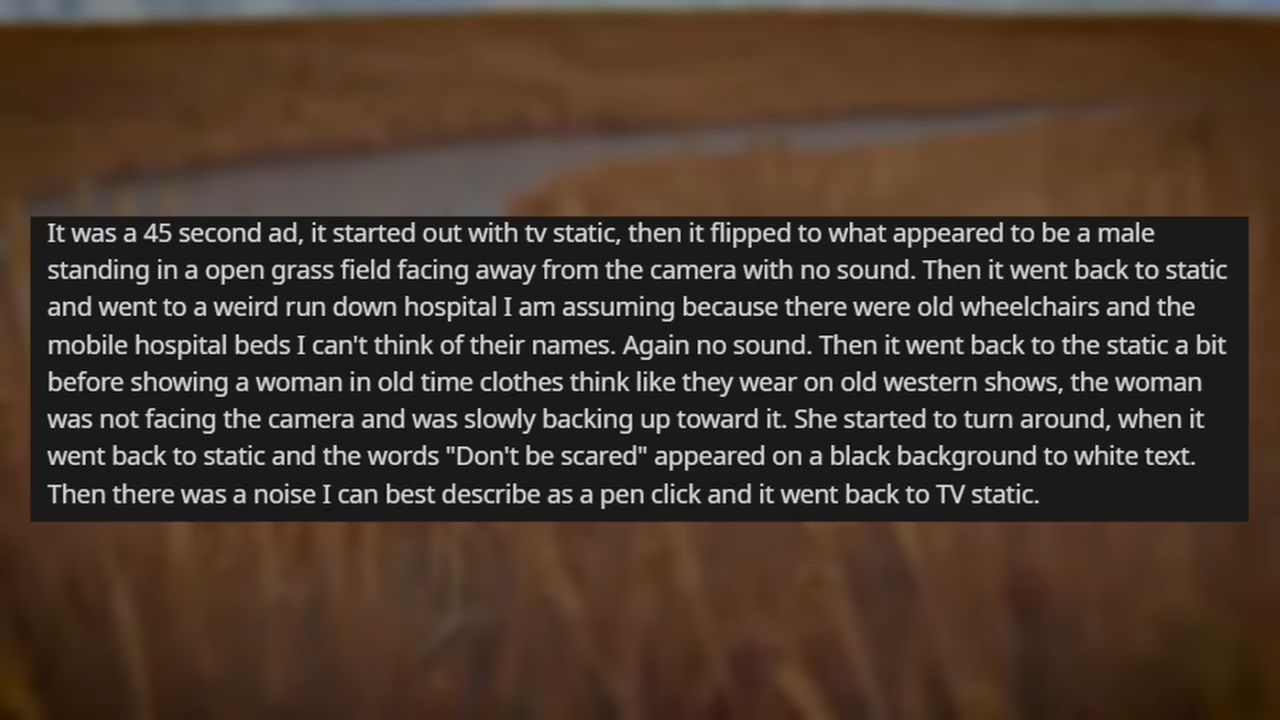 It was a 45 second ad, it started out with tv static, then it flipped to what appeared to be a male
standing in a open grass field facing away from the camera with no sound. Then it went back to static
and went to a weird run down hospital I am assuming because there were old wheelchairs and the
mobile hospital beds I can't think of their names. Again no sound. Then it went back to the static a bit
before showing a woman in old time clothes think like they wear on old western shows, the woman
was not facing the camera and was slowly backing up toward it. She started to turn around, when it
went back to static and the words "Don't be scared" appeared on a black background to white text.
Then there was a noise I can best describe as a pen click and it went back to TV static.